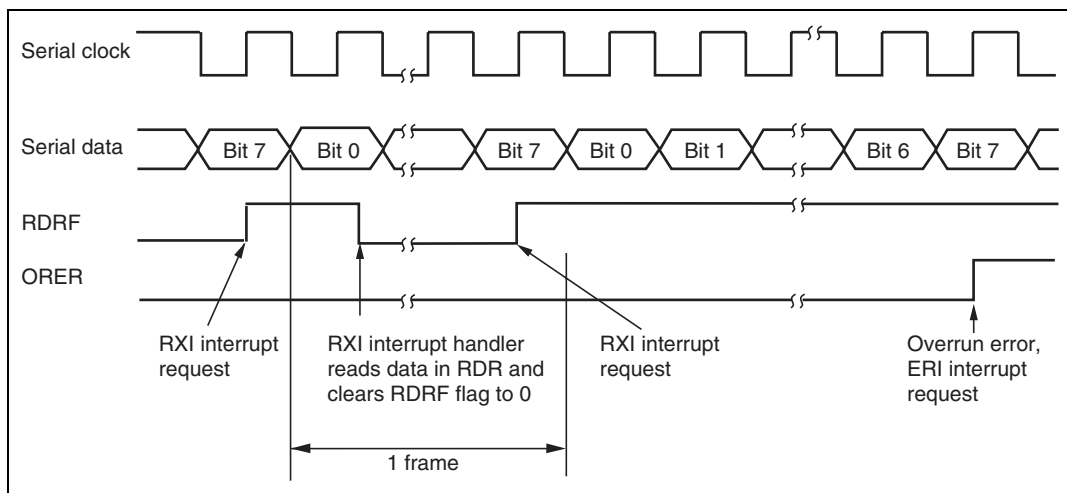 Serial clock
Serial data
Bit 7
Bit 0
Bit 7
Bit 0
Bit 1
Bit 6
Bit 7
RDRF
ORER
RXI interrupt
request
RXI interrupt handler
reads data in RDR and
clears RDRF flag to 0
RXI interrupt
request
Overrun error,
ERI interrupt
request
1 frame